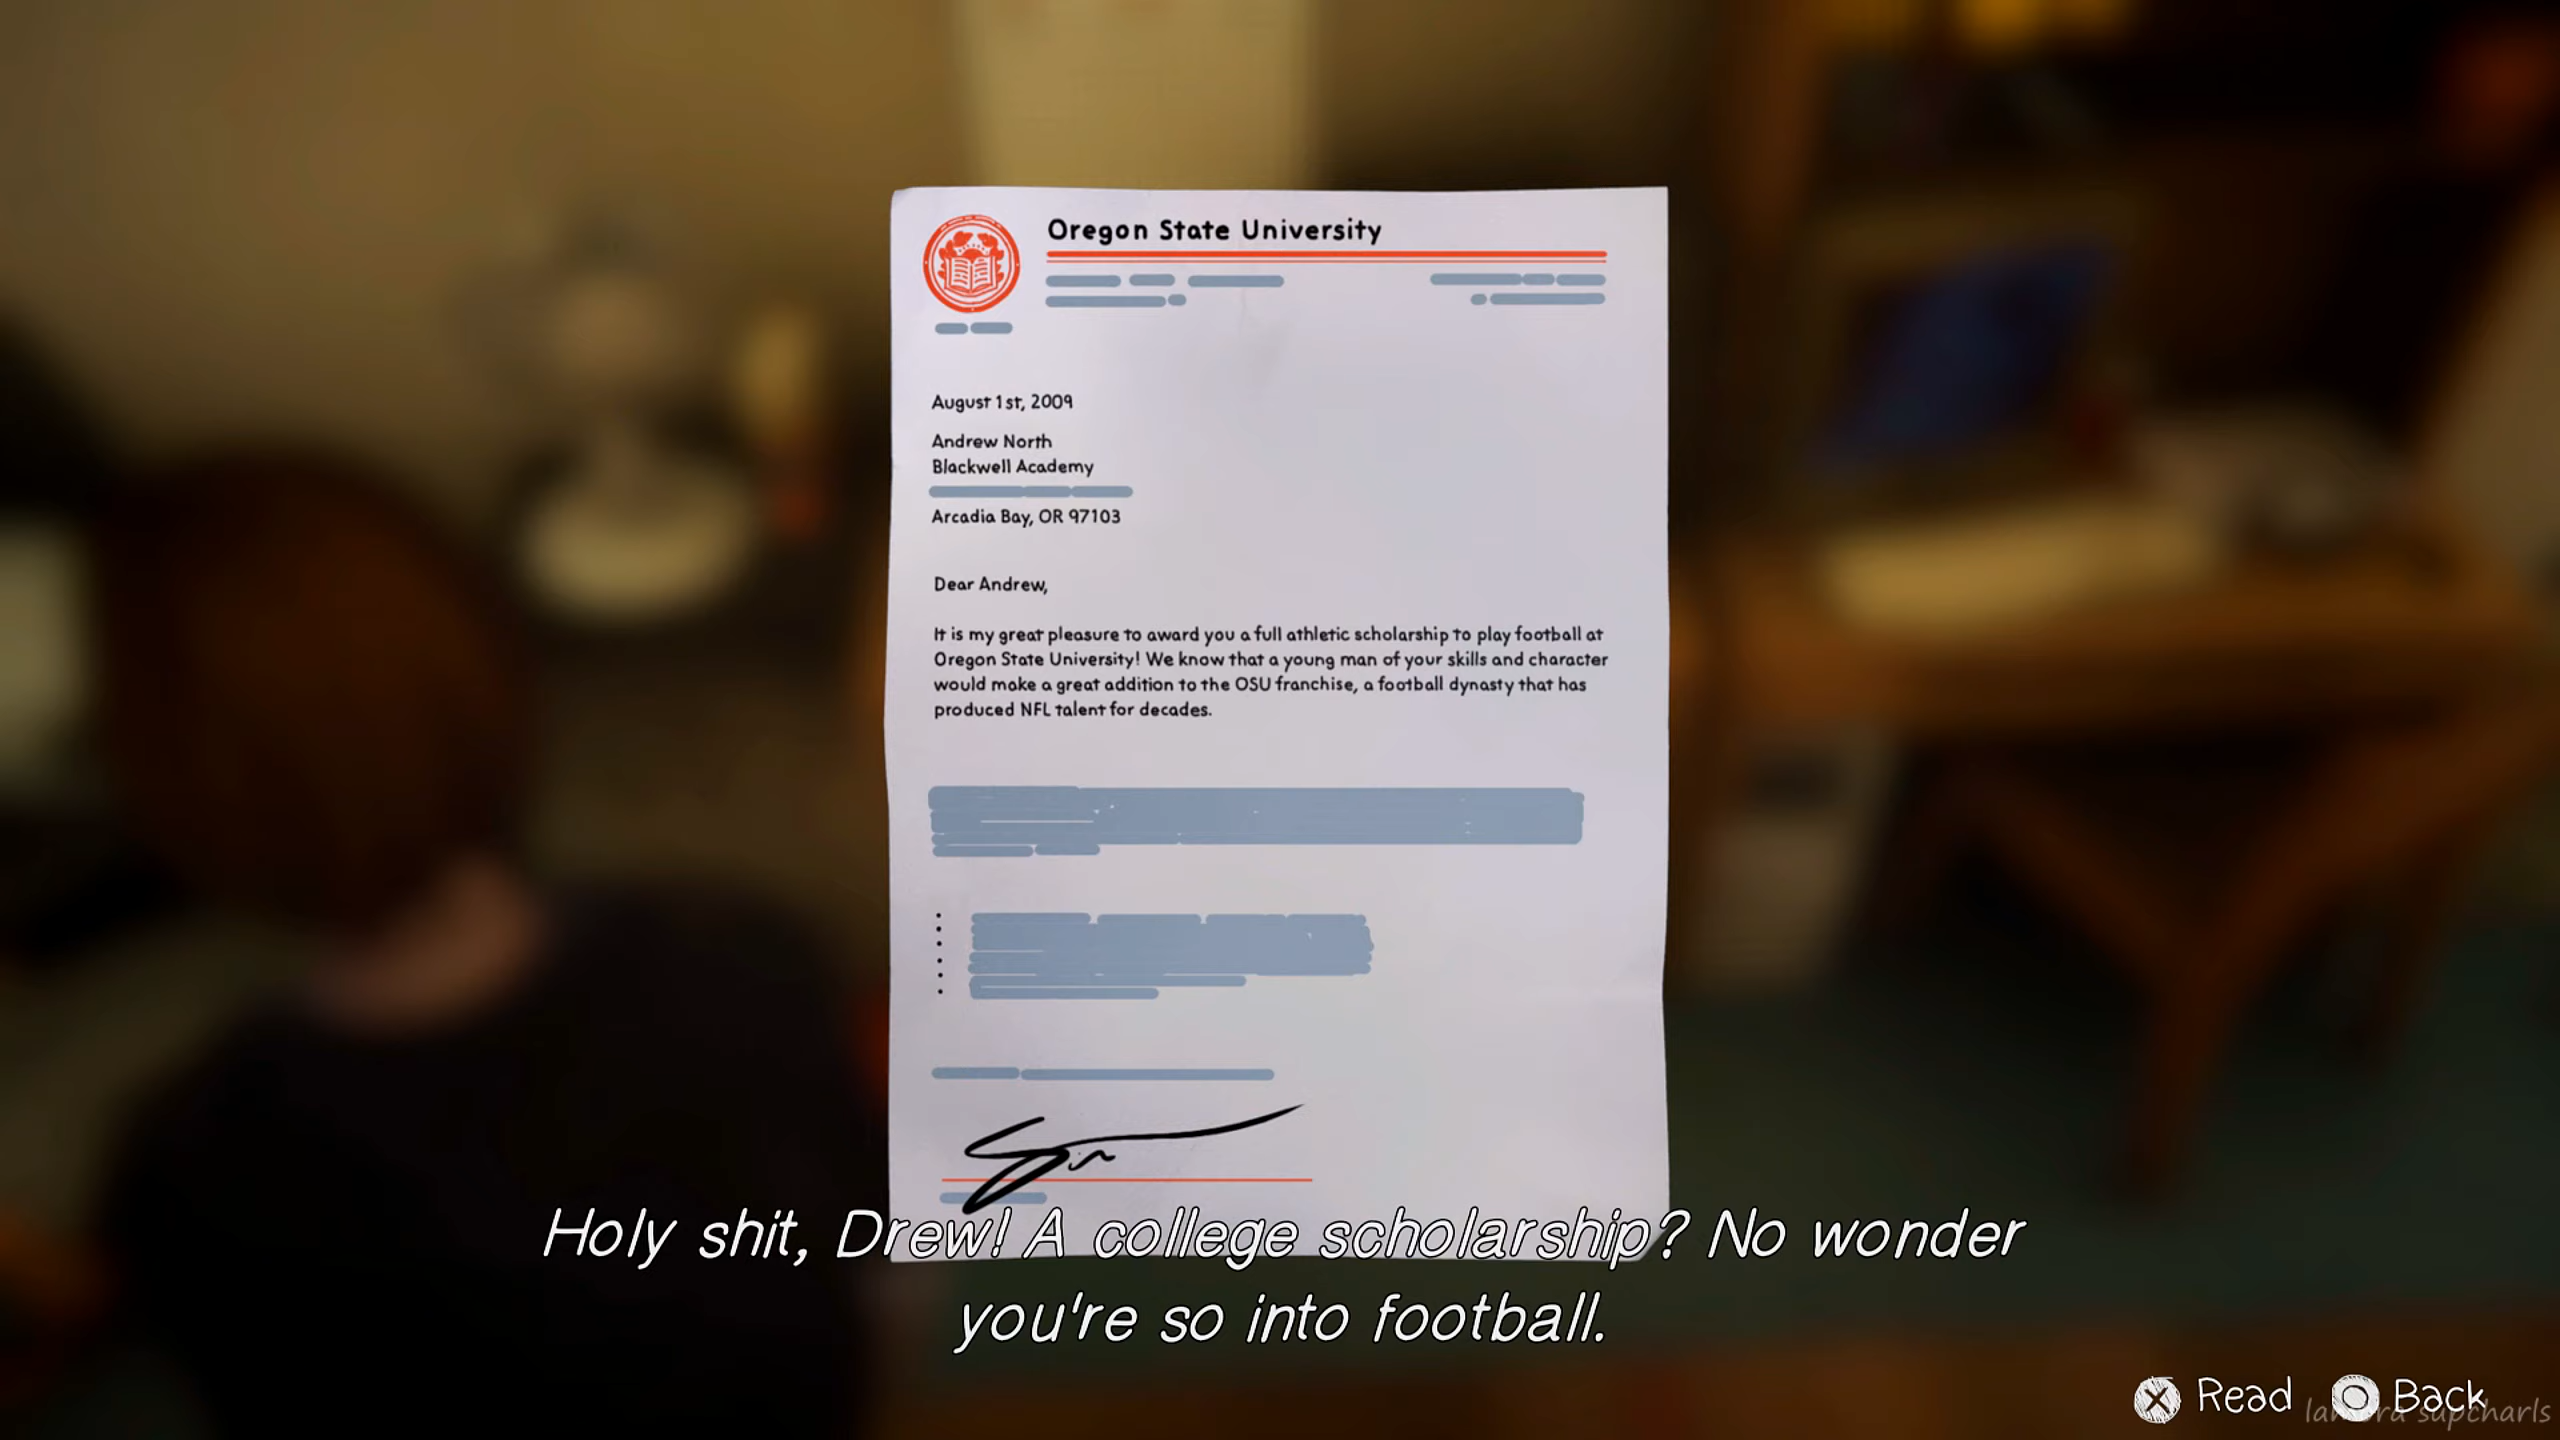 Oregon State University
August 1st, 2009
Andrew North
Blackwell Academy
Arcadia Bay, OR 97103
Dear Andrew,
It is my great pleasure to award you a full athletic scholarship to play football at
Oregon State University! We know that a young man of your skills and character
would make a great addition to the OSU franchise, a football dynasty that has
produced NFL talent for decades.
Holy shit, Drew! A college scholarship? No wonder
you're so into football.
Read Back
supcharls